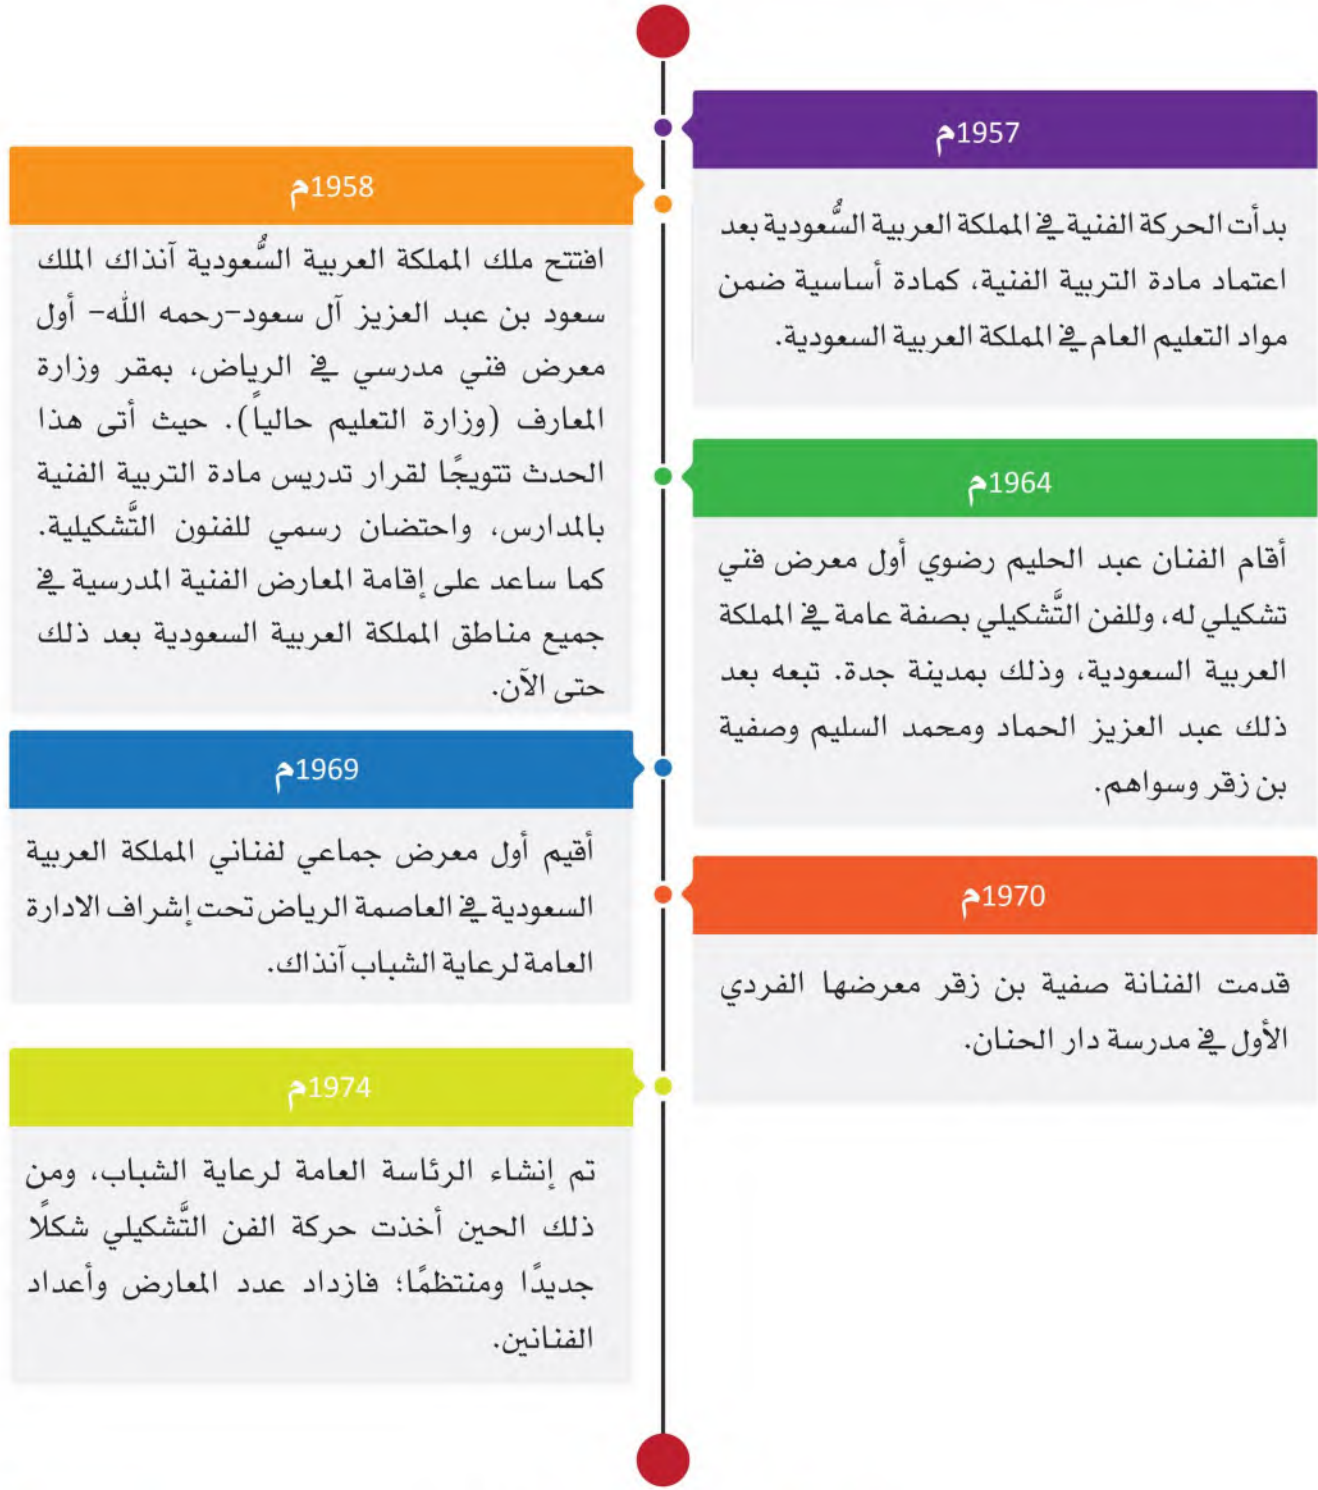 1957م
بدأت الحركة الفنية في المملكة العربية السُّعودية بعد
اعتماد مادة التربية الفنية، كمادة أساسية ضمن
مواد التعليم العام في المملكة العربية السعودية.
1958م
افتتح ملك المملكة العربية السُّعودية آنذاك الملك
سعود بن عبد العزيز آل سعود-رحمه الله- أول
معرض فني مدرسي في الرياض، بمقر وزارة
المعارف (وزارة التعليم حالياً). حيث أتى هذا
الحدث تتويجًا لقرار تدريس مادة التربية الفنية
بالمدارس، واحتضان رسمي للفنون التَّشكيلية.
كما ساعد على إقامة المعارض الفنية المدرسية في
جميع مناطق المملكة العربية السعودية بعد ذلك
حتى الآن.
1964م
أقام الفنان عبد الحليم رضوي أول معرض فني
تشكيلي له، وللفن التَّشكيلي بصفة عامة في المملكة
العربية السعودية، وذلك بمدينة جدة. تبعه بعد
ذلك عبد العزيز الحماد ومحمد السليم وصفية
بن زقر وسواهم.
1969م
أقيم أول معرض جماعي لفناني المملكة العربية
السعودية في العاصمة الرياض تحت إشراف الادارة
العامة لرعاية الشباب آنذاك.
1970م
قدمت الفنانة صفية بن زقر معرضها الفردي
الأول في مدرسة دار الحنان.
1974م
تم إنشاء الرئاسة العامة لرعاية الشباب، ومن
ذلك الحين أخذت حركة الفن التَّشكيلي شكلًا
جديدًا ومنتظمًا؛ فازداد عدد المعارض وأعداد
الفنانين.